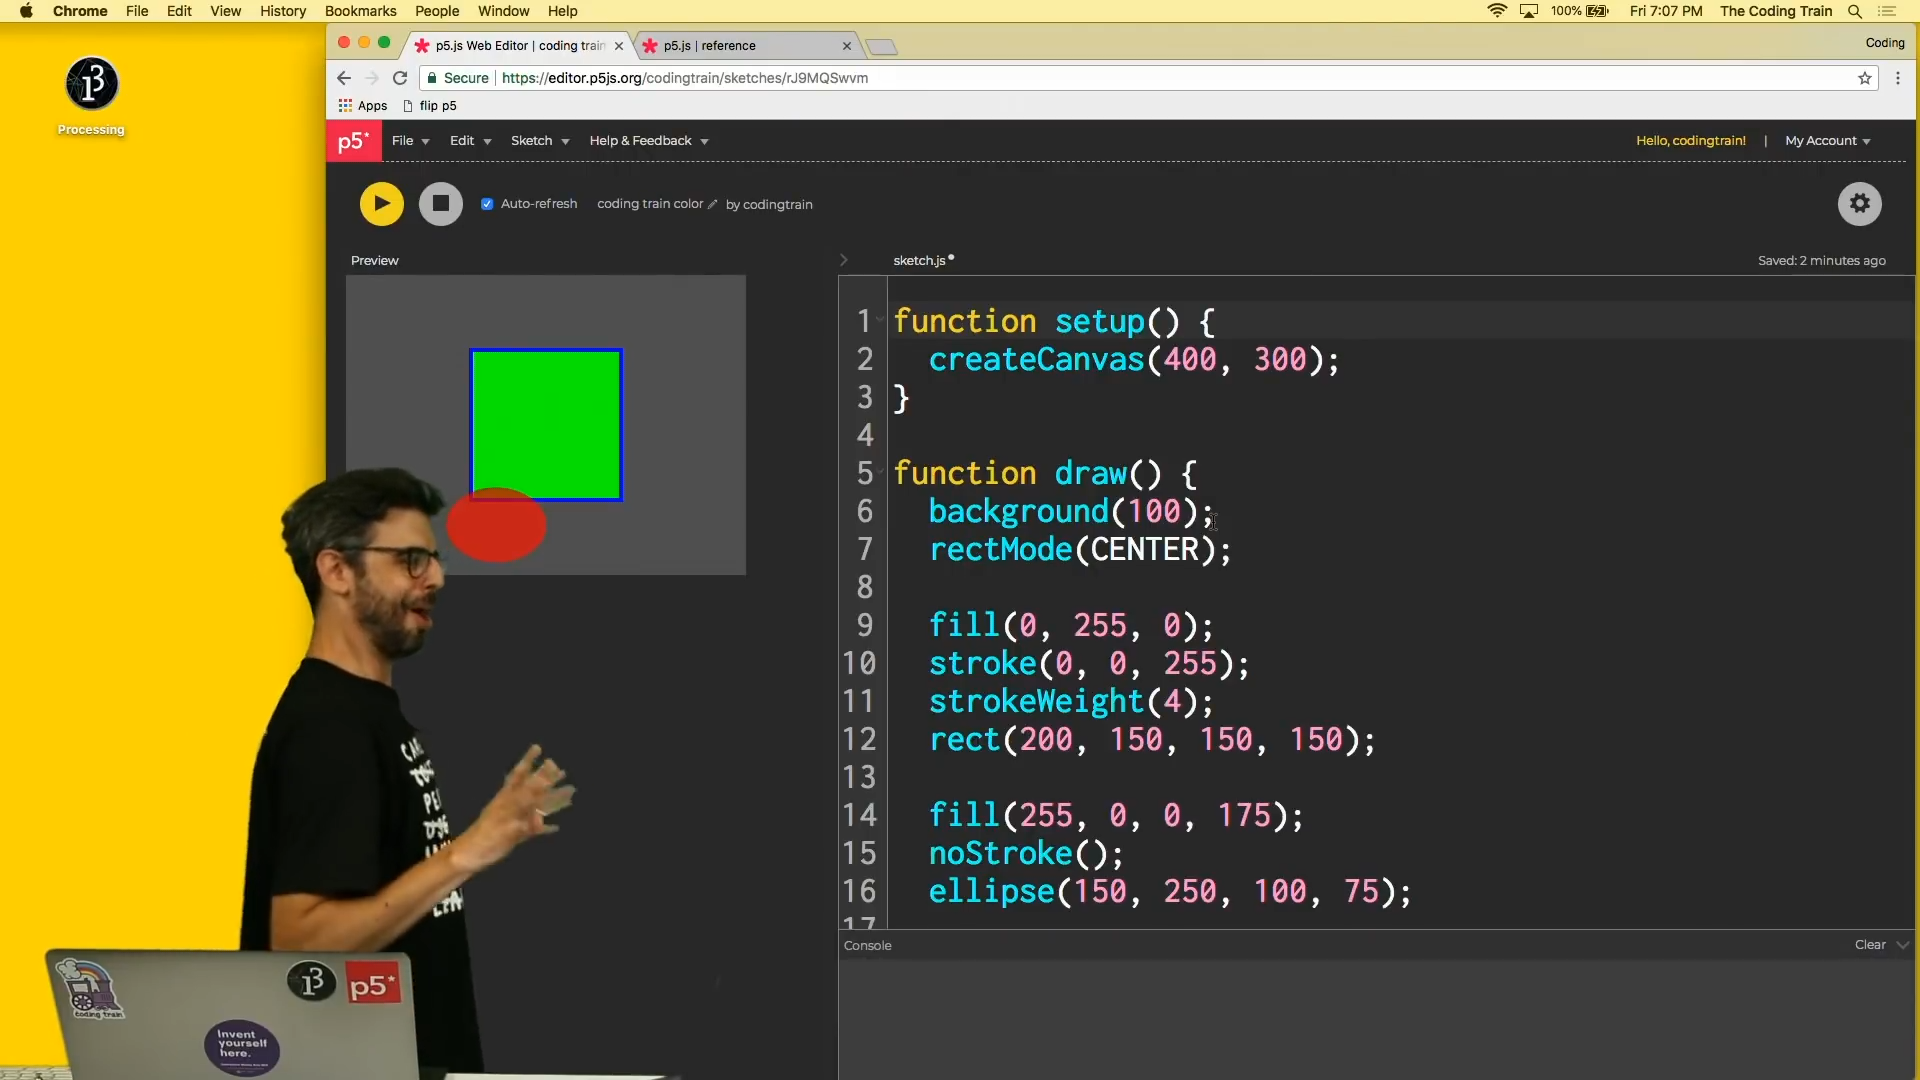 Chrome File Edit View History Bookmarks People Window Help
100% Fri 7:07 PM The Coding Train
Processing
p5.js Web Editor | coding train
p5.js | reference
Coding
Secure https://editor.p5js.org/codingtrain/sketches/rJ9MQSwvm
Apps flip p5
p5* File Edit Sketch Help & Feedback
Hello, codingtrain! | My Account
Auto-refresh coding train color by codingtrain
Preview
sketch.js
Saved: 2 minutes ago
1 function setup() {
2 createCanvas(400, 300);
3 }
4
5 function draw() {
6 background(100);
7 rectMode(CENTER);
8
9 fill(0, 255, 0);
10 stroke(0, 0, 255);
11 strokeWeight(4);
12 rect(200, 150, 150, 150);
13
14 fill(255, 0, 0, 175);
15 noStroke();
16 ellipse(150, 250, 100, 75);
17
Console
Clear
coding train
p5*
Invent
yourself
here.